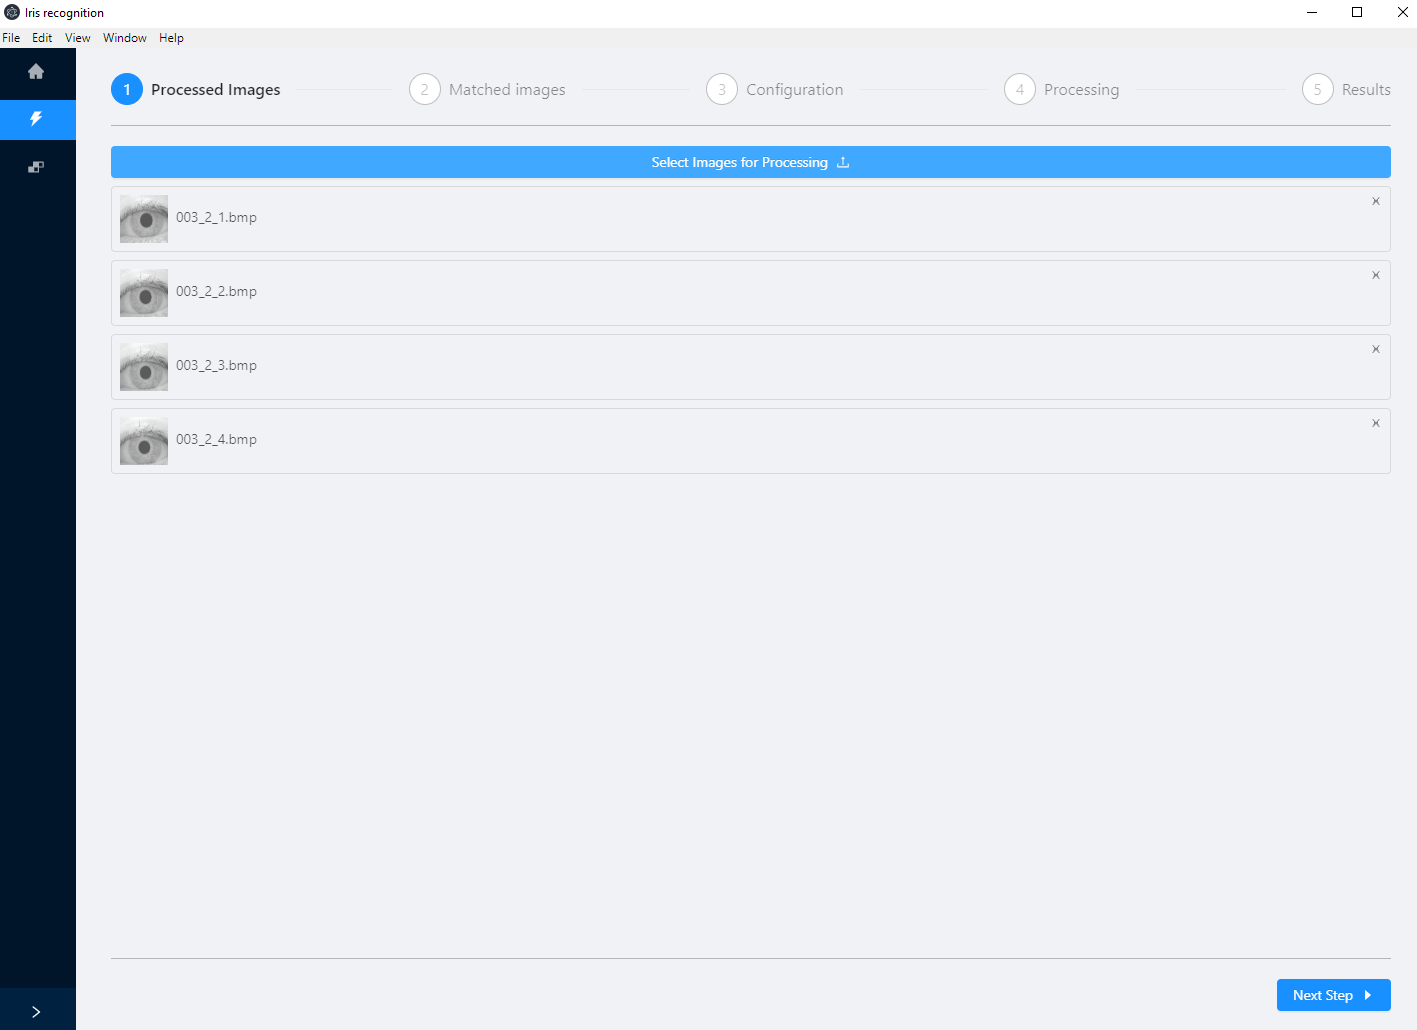 Iris recognition
File Edit View Window Help
1 Processed Images 2 Matched images 3 Configuration 4 Processing 5 Results
Select Images for Processing
003_2_1.bmp
003_2_2.bmp
003_2_3.bmp
003_2_4.bmp
Next Step